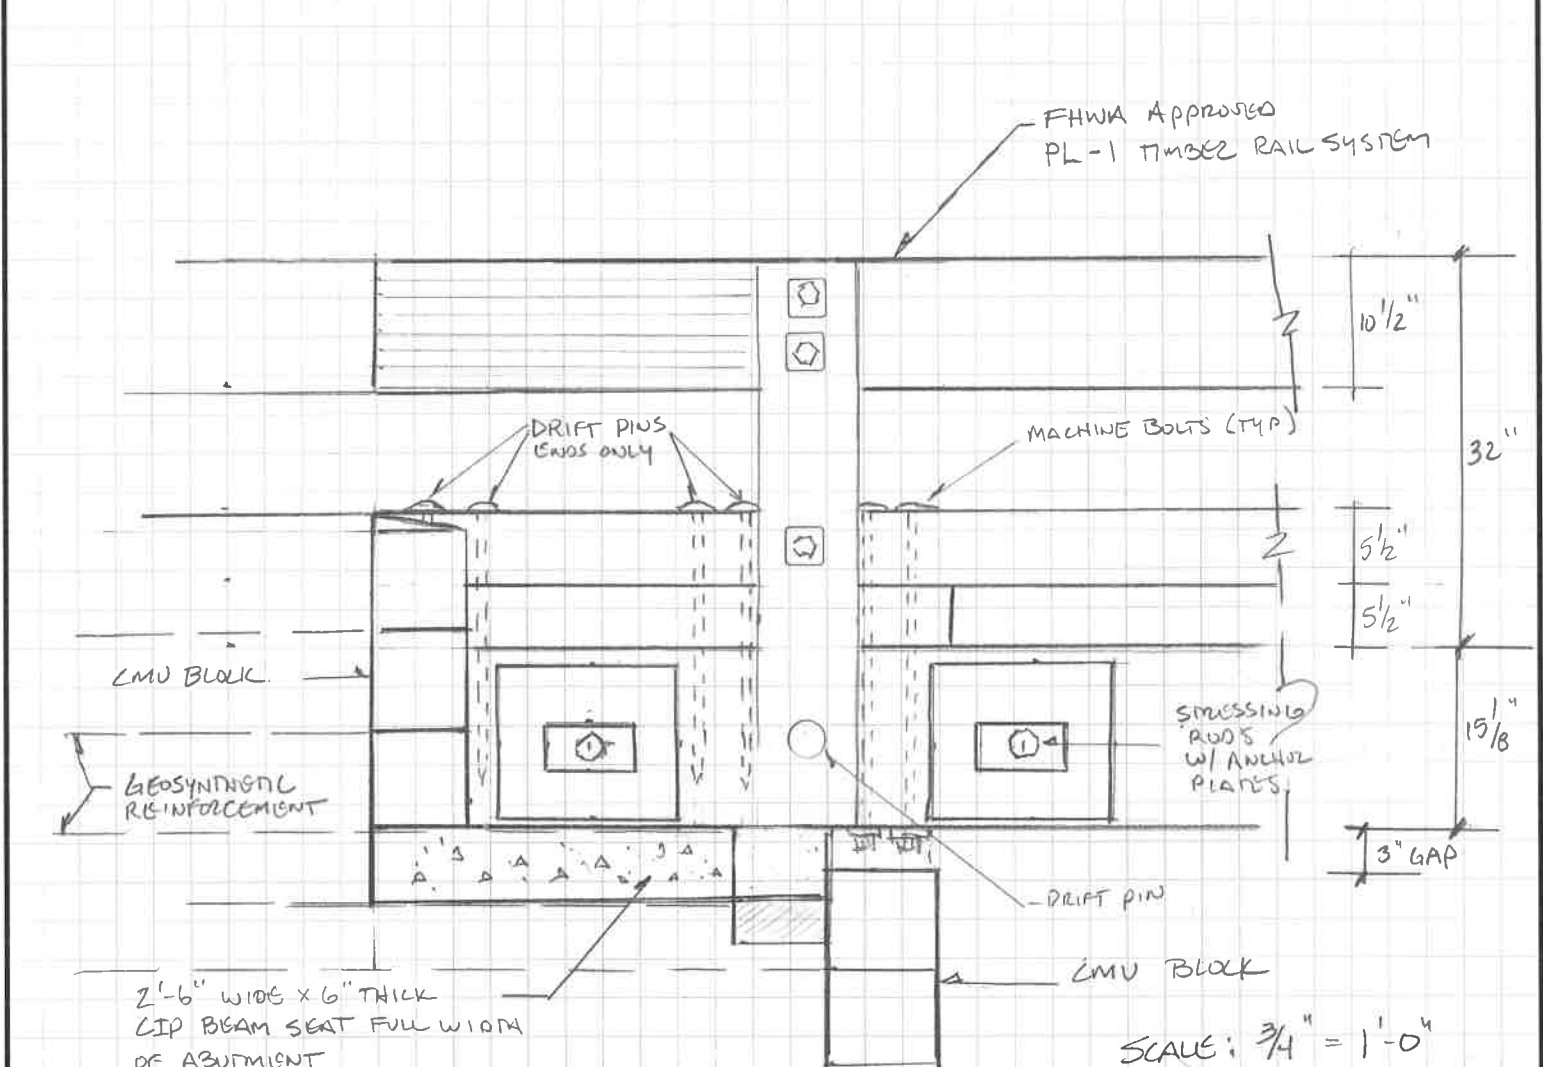 FHWA APPROVED
PL-1 TIMBER RAIL SYSTEM
10 1/2"
DRIFT PINS
ENDS ONLY
MACHINE BOLTS (TYP)
32"
5 1/2"
5 1/2"
CMU BLOCK
STRESSING
RODS
W/ ANCHOR
PLATES
15 1/8"
GEOSYNTHETIC
REINFORCEMENT
3" GAP
DRIFT PIN
CMU BLOCK
2'-6" WIDE x 6" THICK
CIP BEAM SEAT FULL WIDTH
OF ABUTMENT
SCALE: 3/4" = 1'-0"